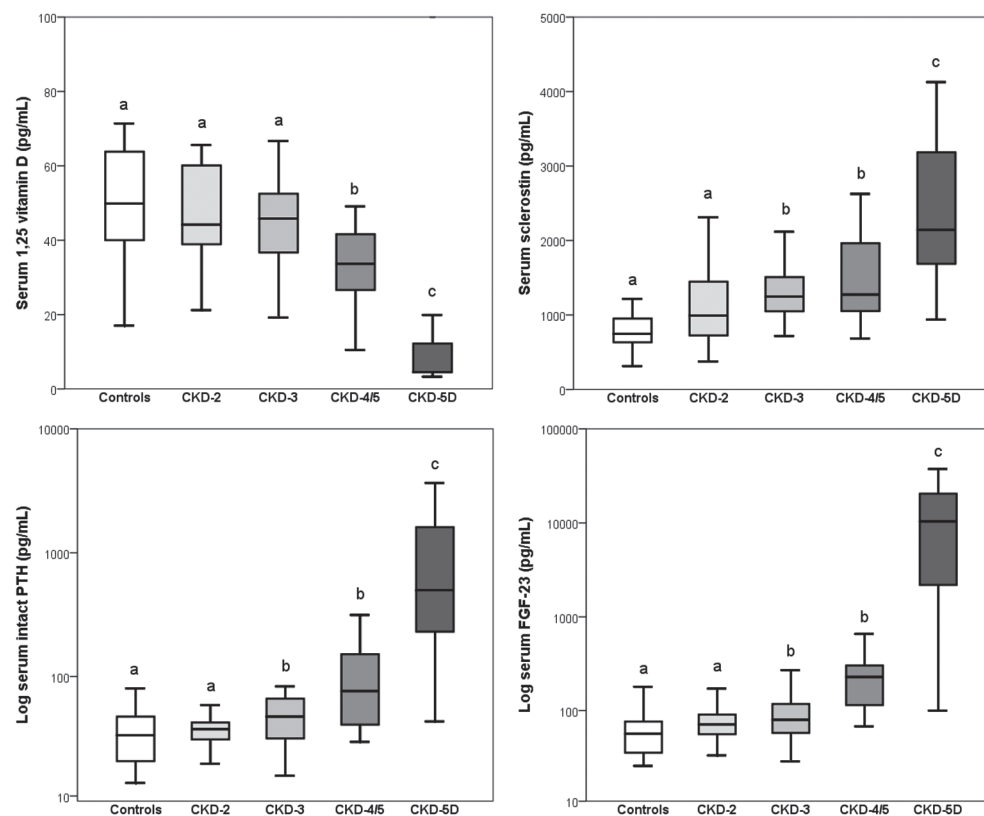 Serum 1,25 vitamin D (pg/mL)
100
80
60
40
20
0
a
a
a
b
c
Controls CKD-2 CKD-3 CKD-4/5 CKD-5D
Serum sclerostin (pg/mL)
5000
4000
3000
2000
1000
0
a
a
b
b
c
Controls CKD-2 CKD-3 CKD-4/5 CKD-5D
Log serum intact PTH (pg/mL)
10000
1000
100
10
a
a
b
b
c
Controls CKD-2 CKD-3 CKD-4/5 CKD-5D
Log serum FGF-23 (pg/mL)
100000
10000
1000
100
10
a
a
b
b
c
Controls CKD-2 CKD-3 CKD-4/5 CKD-5D